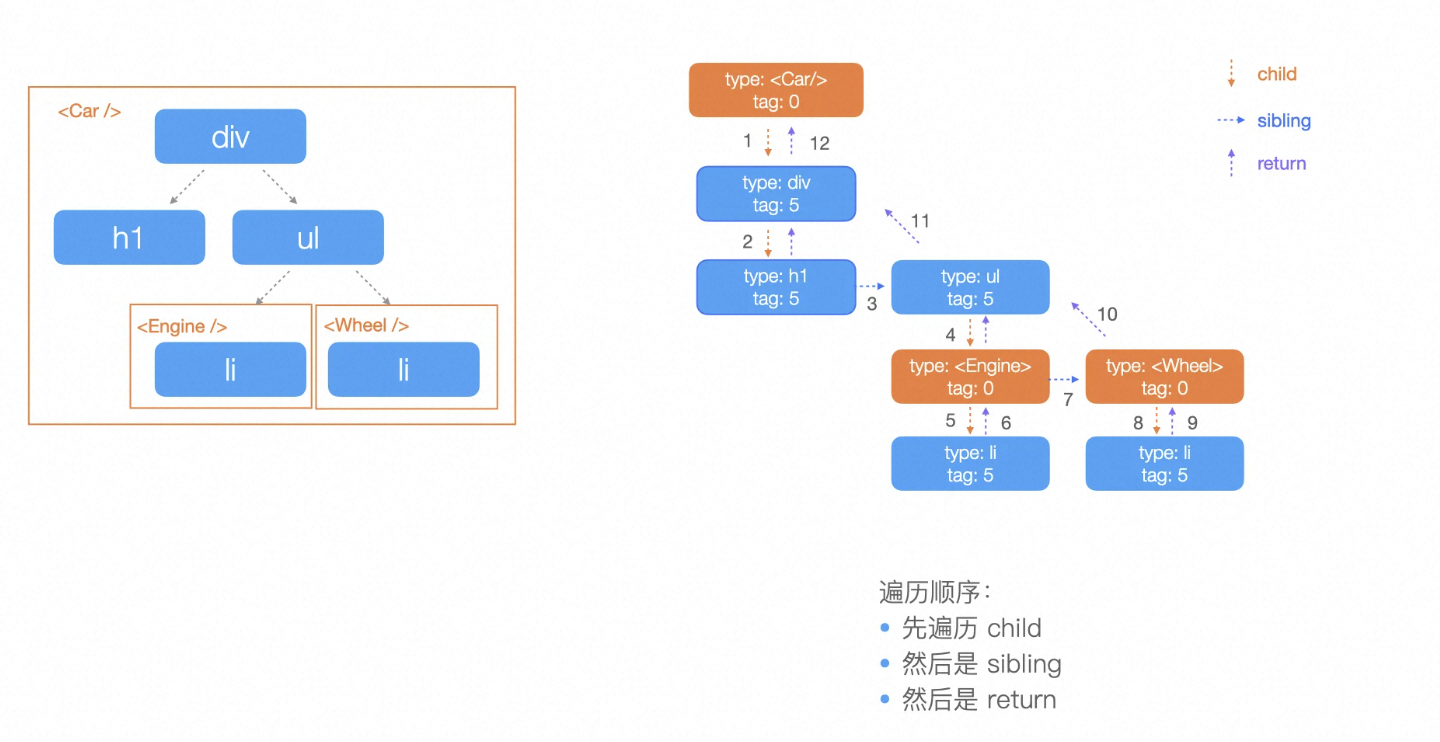 <Car />
div
h1
ul
<Engine />
<Wheel />
li
li
type: <Car/>
tag: 0
1
12
type: div
tag: 5
2
11
type: h1
tag: 5
3
type: ul
tag: 5
4
10
type: <Engine>
tag: 0
7
type: <Wheel>
tag: 0
5
6
8
9
type: li
tag: 5
type: li
tag: 5
child
sibling
return
遍历顺序：
• 先遍历 child
• 然后是 sibling
• 然后是 return